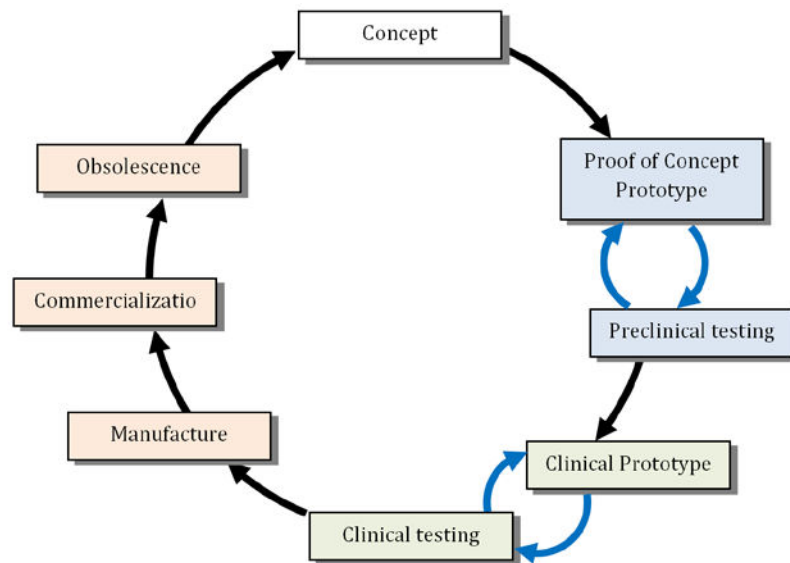 Concept
Proof of Concept
Prototype
Preclinical testing
Clinical Prototype
Clinical testing
Manufacture
Commercializatio
Obsolescence